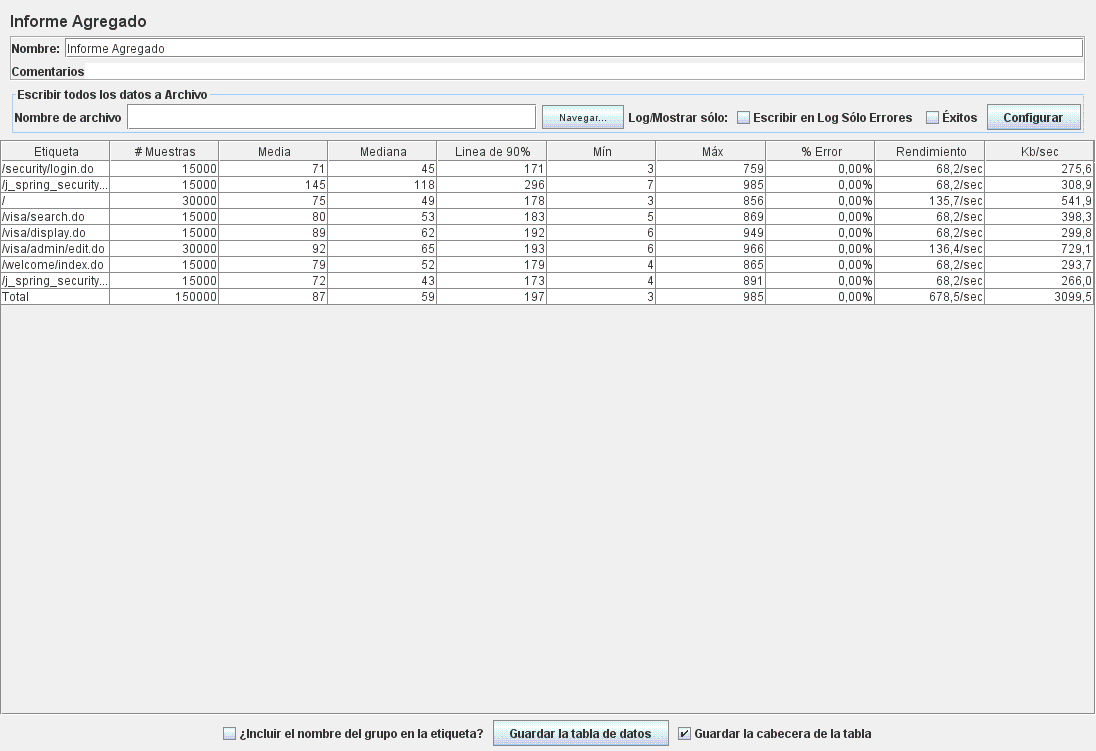 Informe Agregado
Nombre: Informe Agregado
Comentarios
Escribir todos los datos a Archivo
Nombre de archivo Navegar... Log/Mostrar sólo: Escribir en Log Sólo Errores Éxitos Configurar
Etiqueta # Muestras Media Mediana Linea de 90% Mín Máx % Error Rendimiento Kb/sec
/security/login.do 15000 71 45 171 3 759 0,00% 68,2/sec 275,6
/j_spring_security... 15000 145 118 296 7 985 0,00% 68,2/sec 308,9
/ 30000 75 49 178 3 856 0,00% 135,7/sec 541,9
/visa/search.do 15000 80 53 183 5 869 0,00% 68,2/sec 398,3
/visa/display.do 15000 89 62 192 6 949 0,00% 68,2/sec 299,8
/visa/admin/edit.do 30000 92 65 193 6 966 0,00% 136,4/sec 729,1
/welcome/index.do 15000 79 52 179 4 865 0,00% 68,2/sec 293,7
/j_spring_security... 15000 72 43 173 4 891 0,00% 68,2/sec 266,0
Total 150000 87 59 197 3 985 0,00% 678,5/sec 3099,5
¿Incluir el nombre del grupo en la etiqueta? Guardar la tabla de datos Guardar la cabecera de la tabla